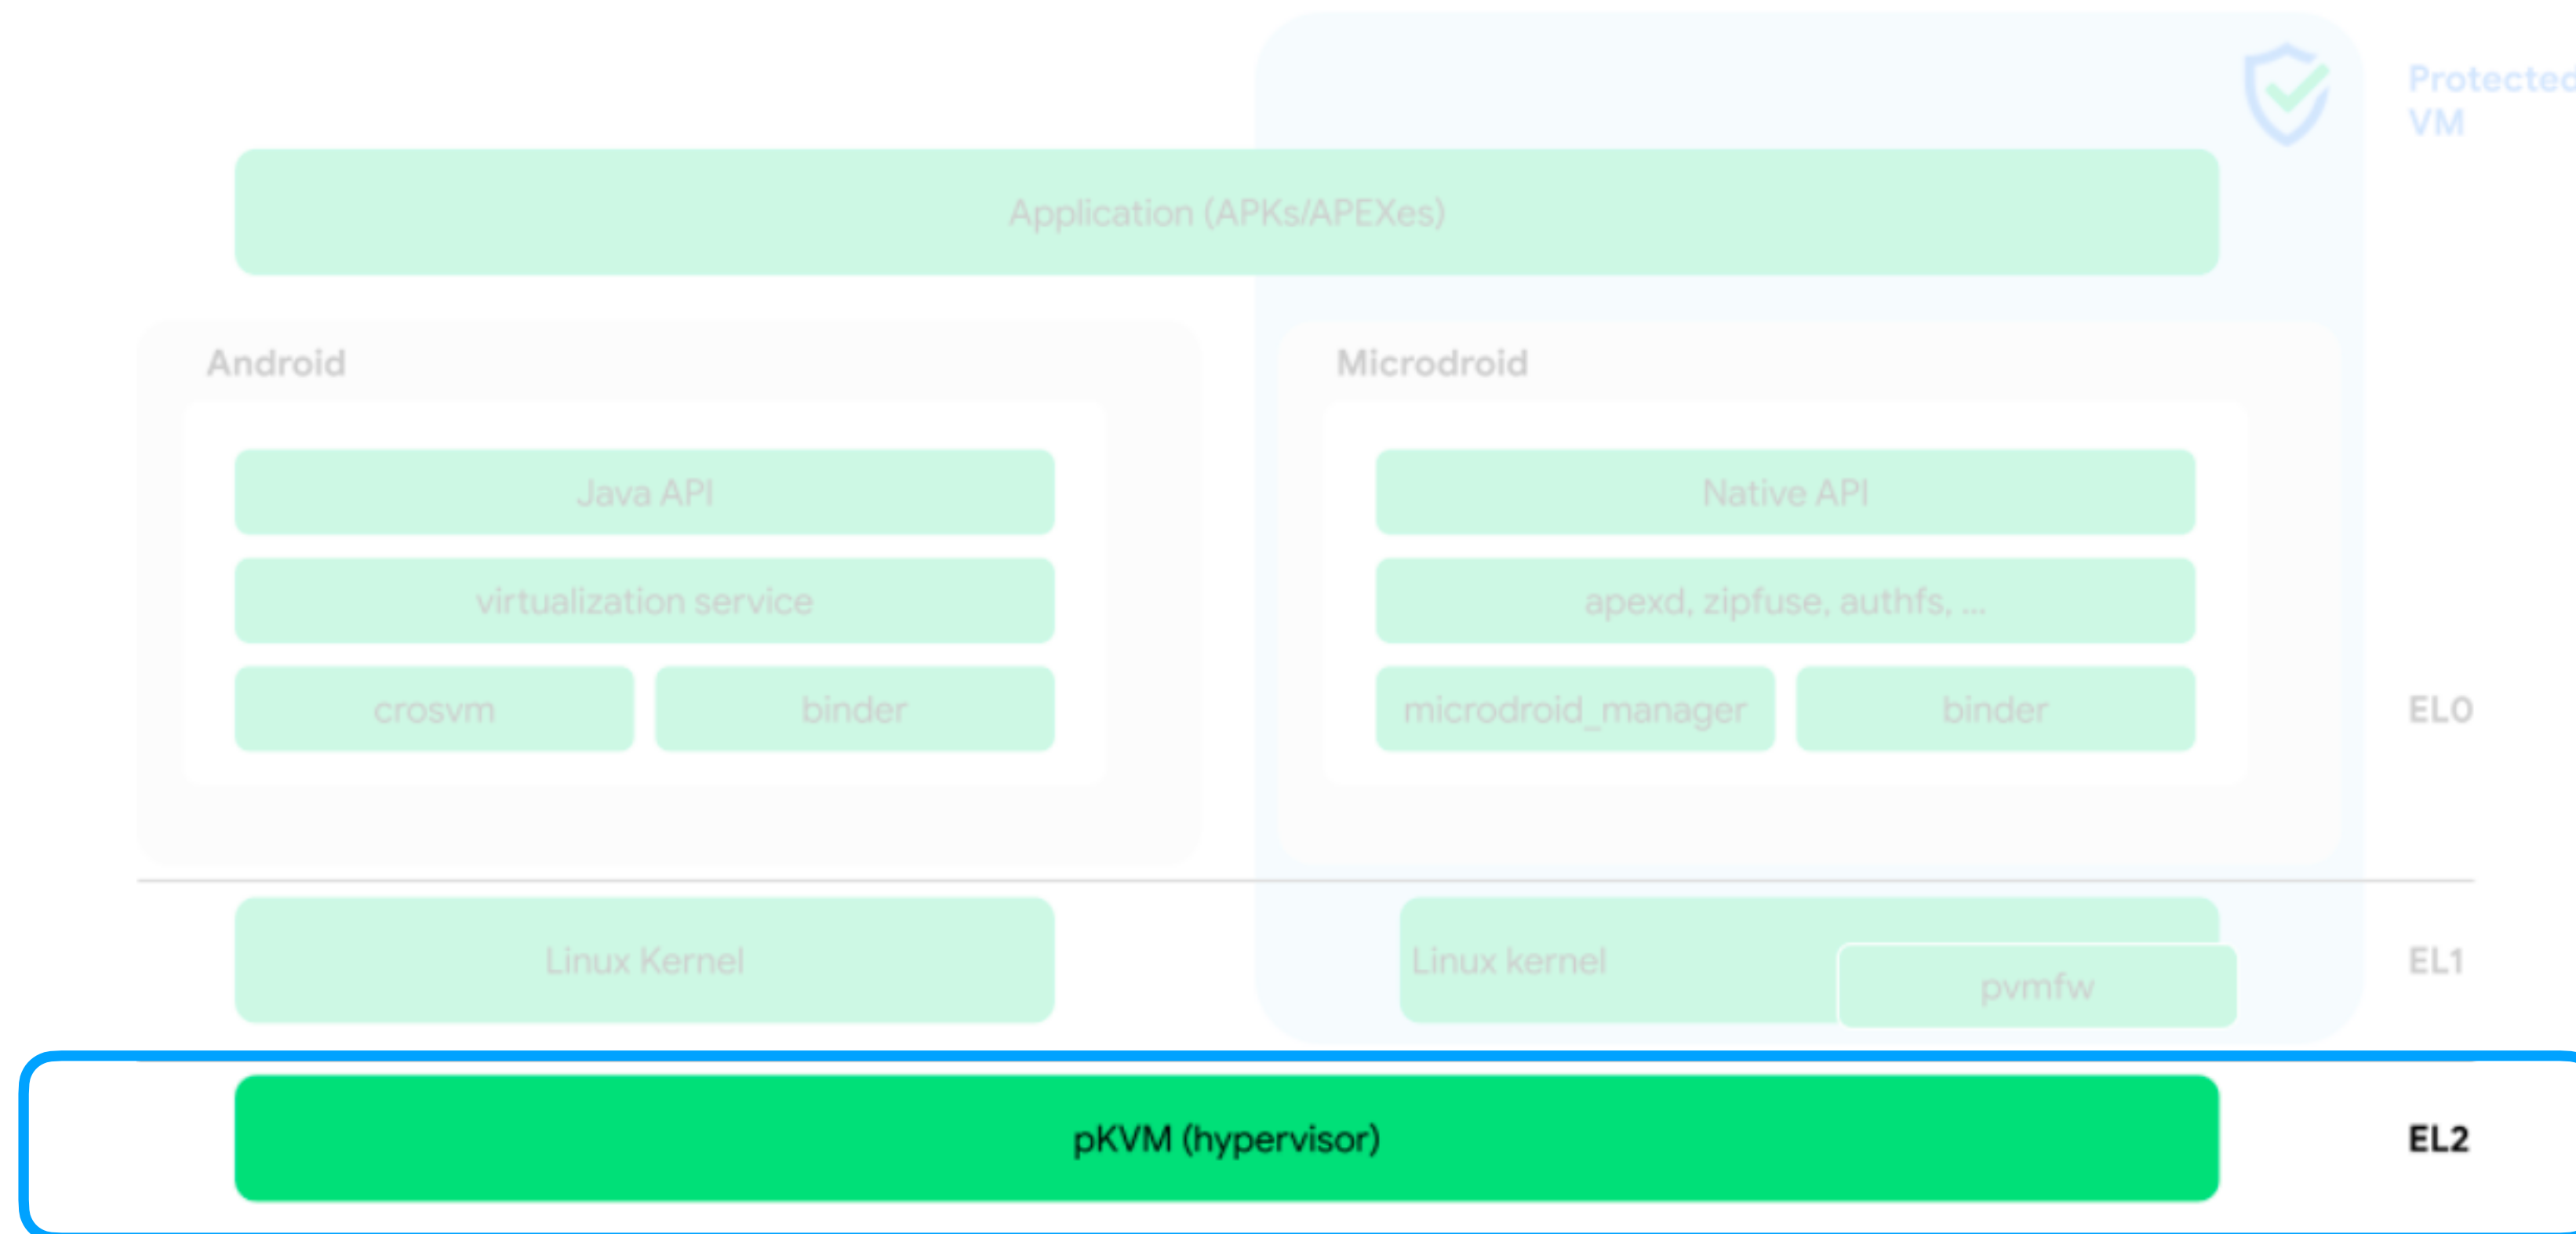 Protected
VM
Application (APKs/APEXes)
Android
Microdroid
Java API
Native API
virtualization service
apexd, zipfuse, authfs, ...
crosvm
binder
microdroid_manager
binder
EL0
Linux Kernel
Linux kernel
pvmfw
EL1
pKVM (hypervisor)
EL2